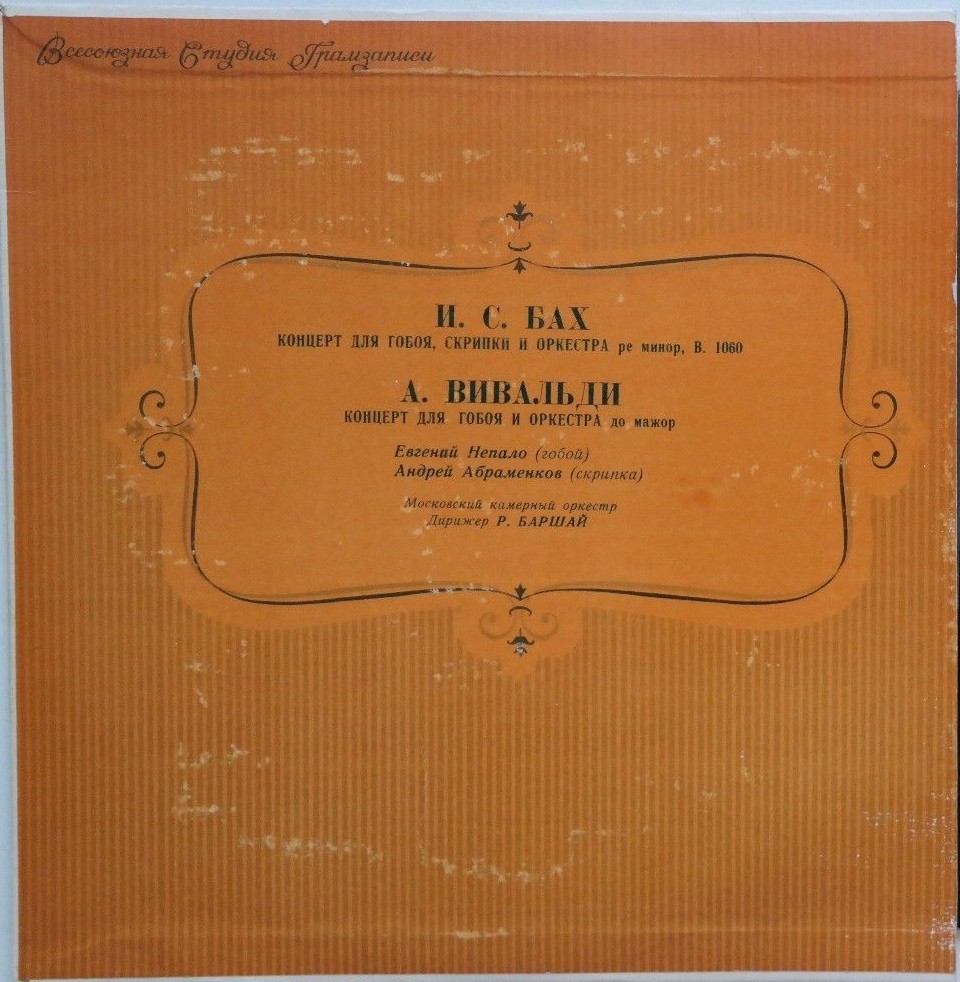 Всесоюзная Студия Грамзаписи
И. С. БАХ
КОНЦЕРТ ДЛЯ ГОБОЯ, СКРИПКИ И ОРКЕСТРА ре минор, В. 1060
А. ВИВАЛЬДИ
КОНЦЕРТ ДЛЯ ГОБОЯ И ОРКЕСТРА до мажор
Евгений Непало (гобой)
Андрей Абраменков (скрипка)
Московский камерный оркестр
Дирижер Р. БАРШАЙ